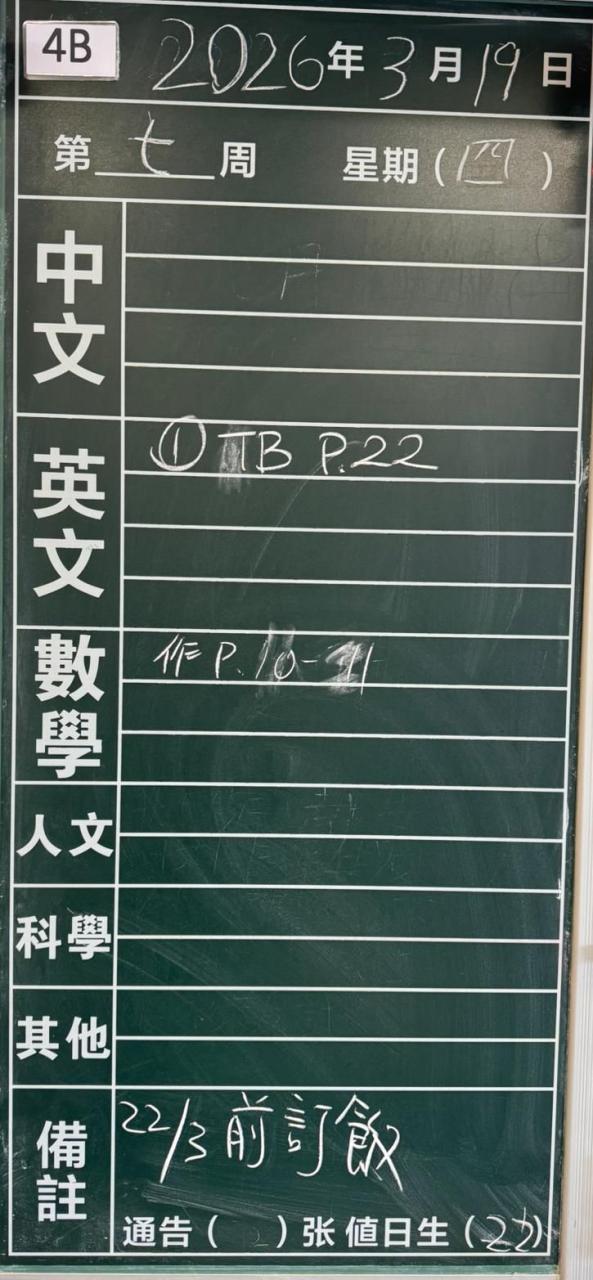 4B 2026年3月19日
第七周 星期(四)
中文
英文 ① TB P.22
數學 作 P.10-11
人文
科學
其他
備註 22/3前訂飯
通告( )张 值日生(22)